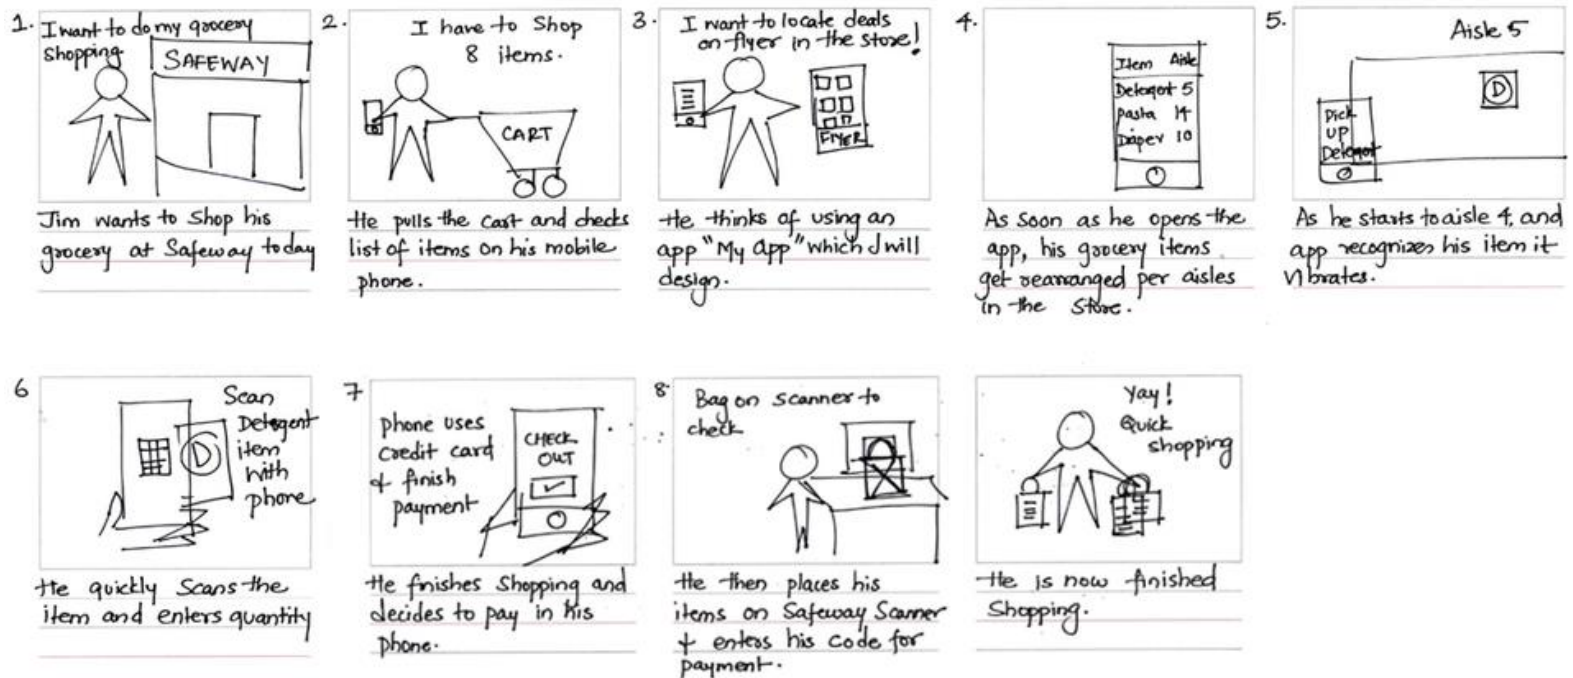 1.
I want to do my grocery
Shopping
SAFEWAY
Jim wants to Shop his
grocery at Safeway today
2.
I have to Shop
8 items.
CART
He pulls the cart and checks
list of items on his mobile
phone.
3.
I want to locate deals
on flyer in the store!
FLYER
He thinks of using an
app "My app" which I will
design.
4.
Item Aisle
Detergent 5
pasta 14
Diaper 10
As soon as he opens the
app, his grocery items
get rearranged per aisles
in the Store.
5.
Aisle 5
D
Pick
UP
Detergent
As he starts to aisle 4, and
app recognizes his item it
Vibrates.
6
Scan
Detegent
item
with
phone
D
He quickly Scans the
item and enters quantity
7
phone uses
credit card
& finish
payment
CHECK
OUT
He finishes Shopping and
decides to pay in his
phone.
8.
Bag on scanner to
check
He then places his
items on Safeway Scanner
& enters his code for
payment.
Yay!
Quick
shopping
He is now finished
Shopping.